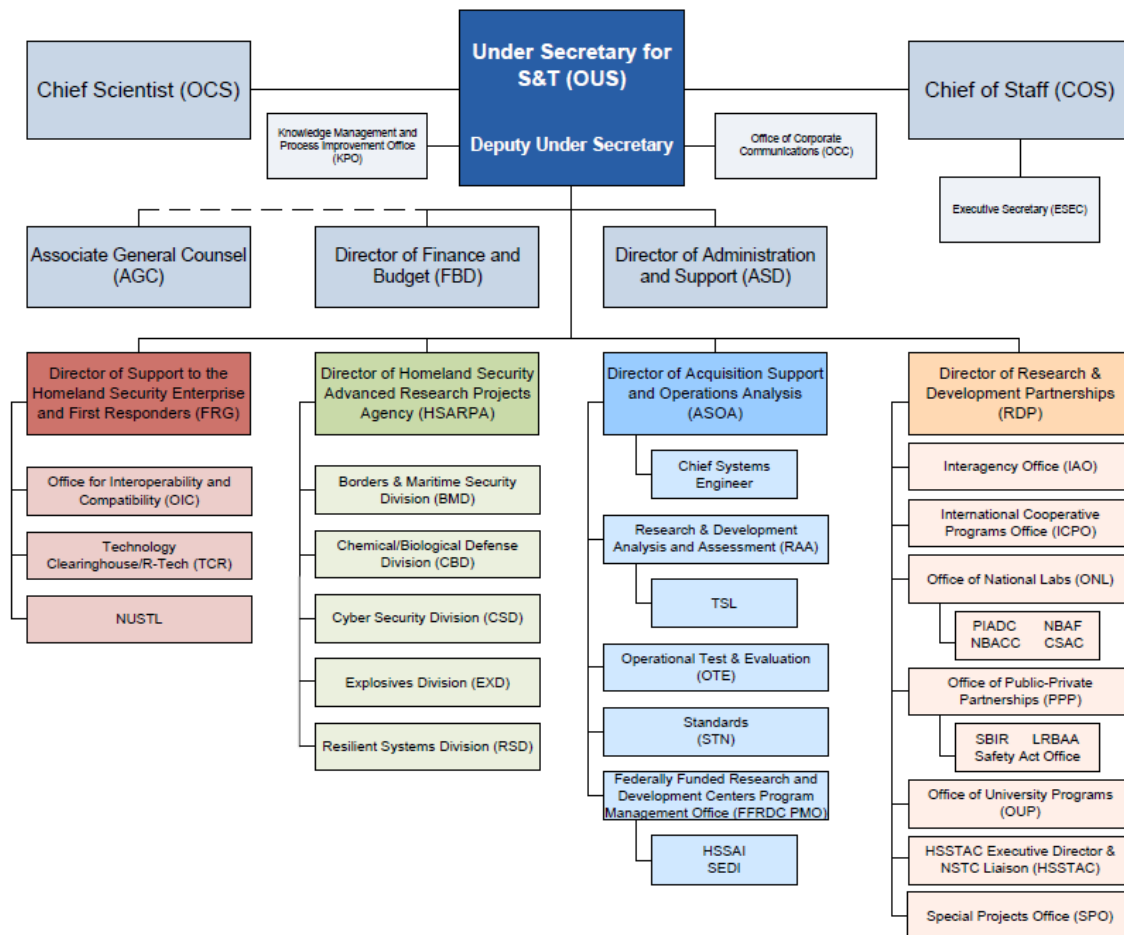 Under Secretary for
S&T (OUS)
Deputy Under Secretary
Chief Scientist (OCS)
Chief of Staff (COS)
Knowledge Management and
Process Improvement Office
(KPO)
Office of Corporate
Communications (OCC)
Executive Secretary (ESEC)
Associate General Counsel
(AGC)
Director of Finance and
Budget (FBD)
Director of Administration
and Support (ASD)
Director of Support to the
Homeland Security Enterprise
and First Responders (FRG)
Office for Interoperability and
Compatibility (OIC)
Technology
Clearinghouse/R-Tech (TCR)
NUSTL
Director of Homeland Security
Advanced Research Projects
Agency (HSARPA)
Borders & Maritime Security
Division (BMD)
Chemical/Biological Defense
Division (CBD)
Cyber Security Division (CSD)
Explosives Division (EXD)
Resilient Systems Division (RSD)
Director of Acquisition Support
and Operations Analysis
(ASOA)
Chief Systems
Engineer
Research & Development
Analysis and Assessment (RAA)
TSL
Operational Test & Evaluation
(OTE)
Standards
(STN)
Federally Funded Research and
Development Centers Program
Management Office (FFRDC PMO)
HSSAI
SEDI
Director of Research &
Development Partnerships
(RDP)
Interagency Office (IAO)
International Cooperative
Programs Office (ICPO)
Office of National Labs (ONL)
PIADC NBAF
NBACC CSAC
Office of Public-Private
Partnerships (PPP)
SBIR LRBAA
Safety Act Office
Office of University Programs
(OUP)
HSSTAC Executive Director &
NSTC Liaison (HSSTAC)
Special Projects Office (SPO)